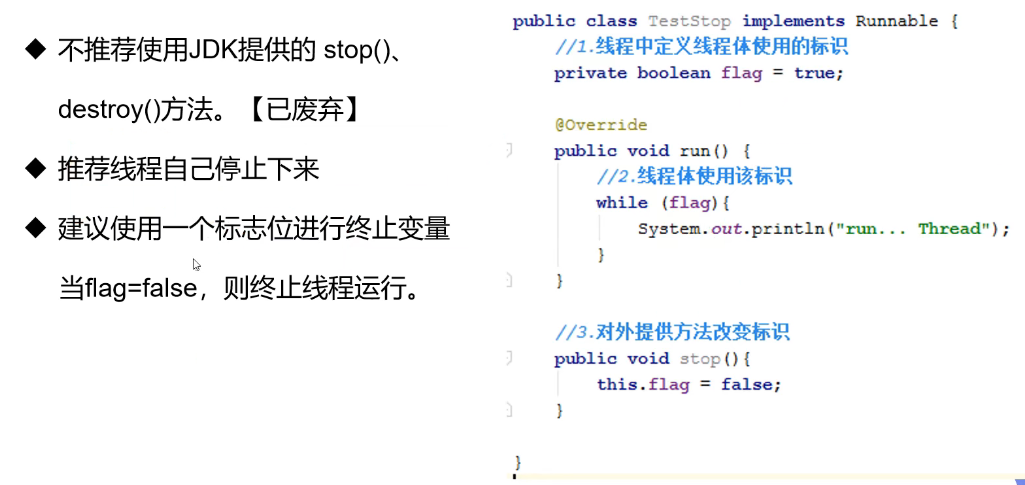 ◆ 不推荐使用JDK提供的 stop()、
destroy()方法。【已废弃】
◆ 推荐线程自己停止下来
◆ 建议使用一个标志位进行终止变量
当flag=false，则终止线程运行。
public class TestStop implements Runnable {
//1.线程中定义线程体使用的标识
private boolean flag = true;
@Override
public void run() {
//2.线程体使用该标识
while (flag){
System.out.println("run... Thread");
}
}
//3.对外提供方法改变标识
public void stop(){
this.flag = false;
}
}